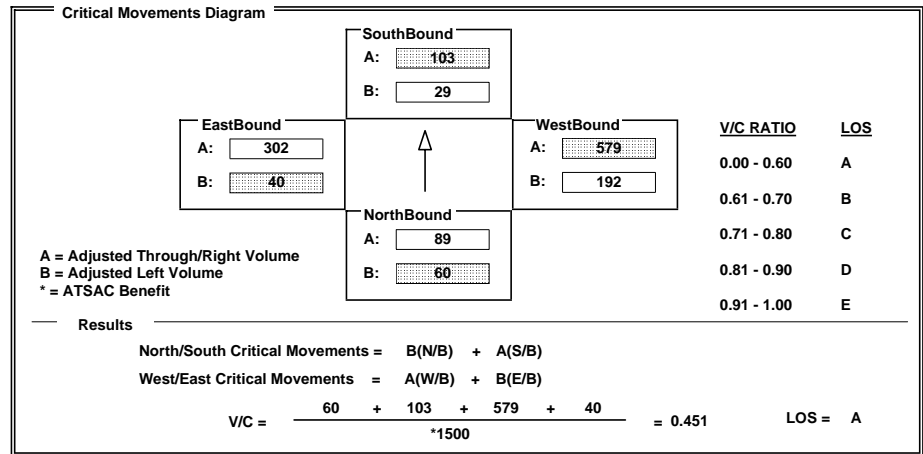 Critical Movements Diagram
SouthBound
A: 103
B: 29
EastBound
A: 302
B: 40
WestBound
A: 579
B: 192
NorthBound
A: 89
B: 60
V/C RATIO LOS
0.00 - 0.60 A
0.61 - 0.70 B
0.71 - 0.80 C
0.81 - 0.90 D
0.91 - 1.00 E
A = Adjusted Through/Right Volume
B = Adjusted Left Volume
* = ATSAC Benefit
Results
North/South Critical Movements = B(N/B) + A(S/B)
West/East Critical Movements = A(W/B) + B(E/B)
V/C = 60 + 103 + 579 + 40 = 0.451 LOS = A
*1500